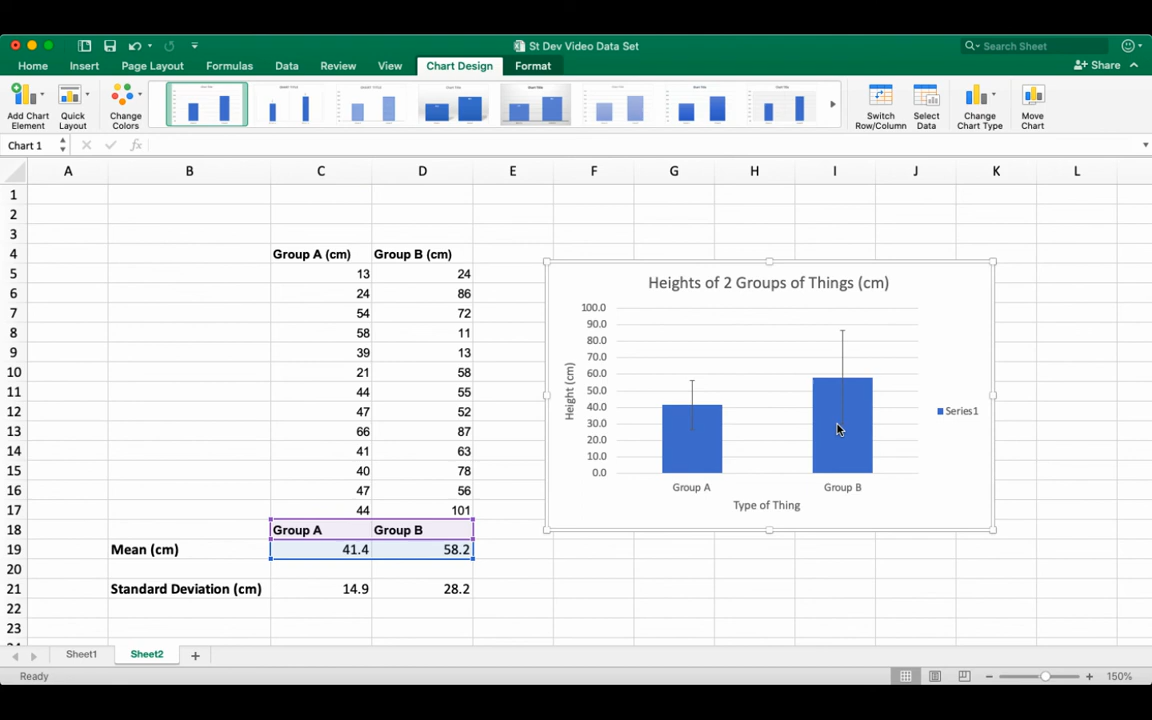 St Dev Video Data Set
Search Sheet
Home Insert Page Layout Formulas Data Review View Chart Design Format
Share
Add Chart Element
Quick Layout
Change Colors
Switch Row/Column
Select Data
Change Chart Type
Move Chart
Chart 1
fx
A B C D E F G H I J K L
1
2
3
4 Group A (cm) Group B (cm)
5 13 24
6 24 86
7 54 72
8 58 11
9 39 13
10 21 58
11 44 55
12 47 52
13 66 87
14 41 63
15 40 78
16 47 56
17 44 101
18 Group A Group B
19 Mean (cm) 41.4 58.2
20
21 Standard Deviation (cm) 14.9 28.2
22
23
Heights of 2 Groups of Things (cm)
100.0
90.0
80.0
70.0
60.0
50.0
40.0
30.0
20.0
10.0
0.0
Height (cm)
Group A Group B
Type of Thing
Series1
Sheet1 Sheet2 +
Ready
150%